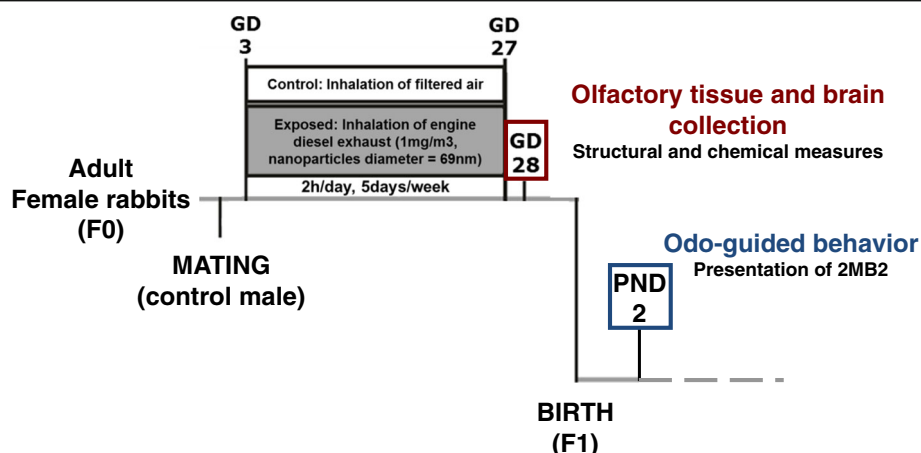 GD
3
GD
27
Control: Inhalation of filtered air
Exposed: Inhalation of engine
diesel exhaust (1mg/m3,
nanoparticles diameter = 69nm)
2h/day, 5days/week
GD
28
Olfactory tissue and brain
collection
Structural and chemical measures
Adult
Female rabbits
(F0)
MATING
(control male)
Odo-guided behavior
Presentation of 2MB2
PND
2
BIRTH
(F1)